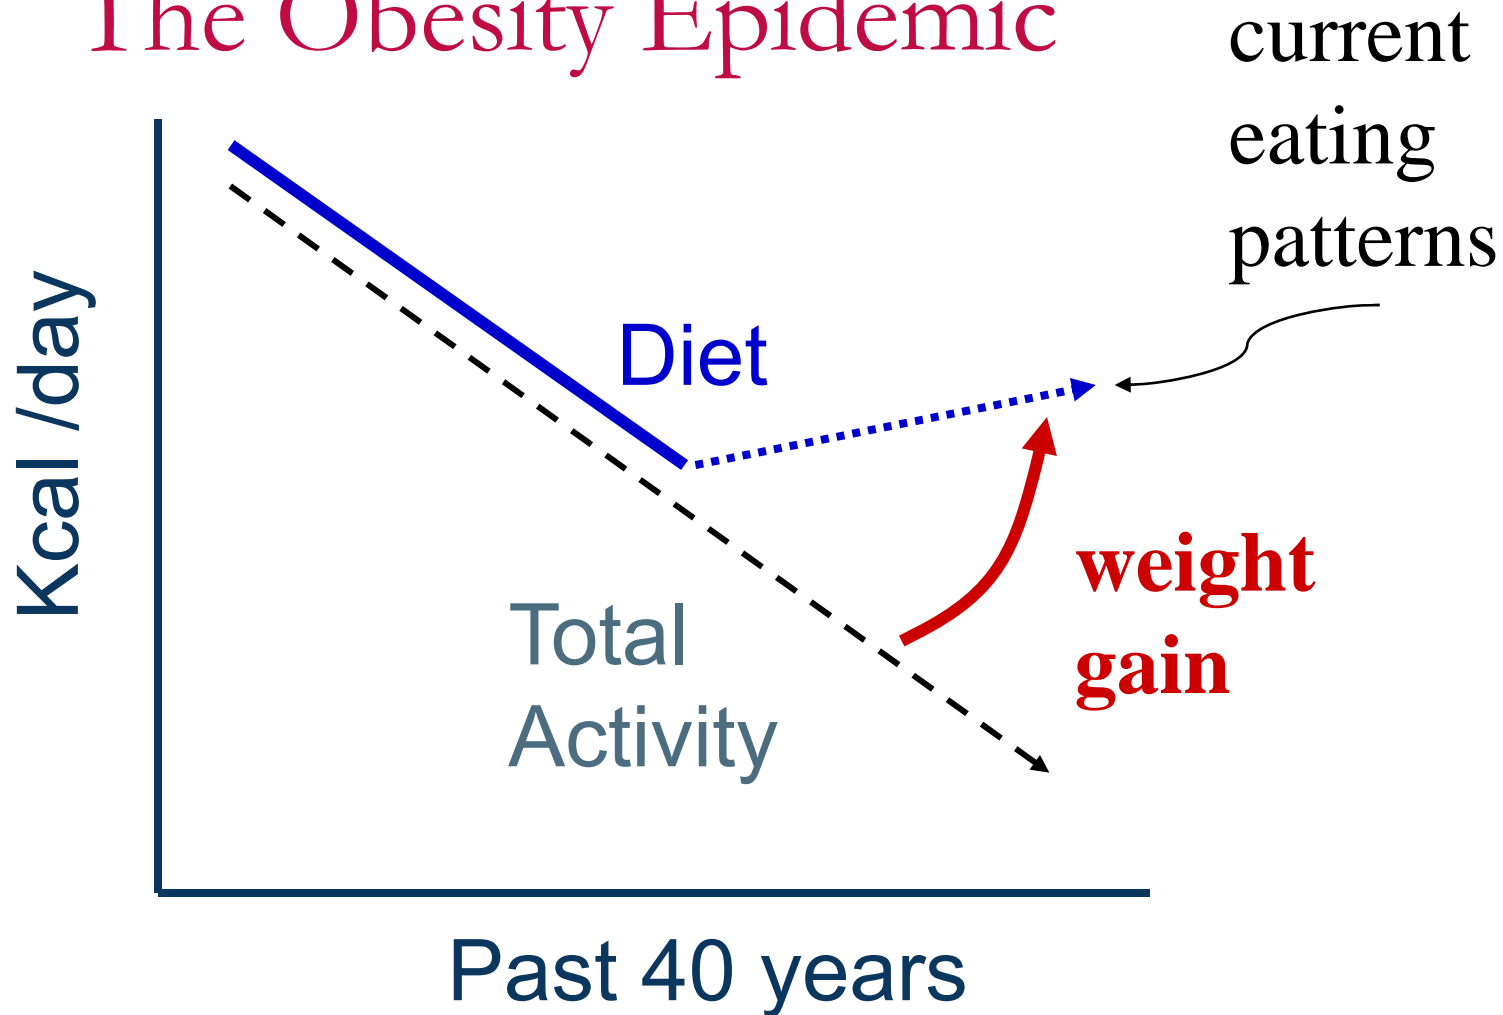 The Obesity Epidemic
current
eating
patterns
Kcal /day
Diet
weight
gain
Total
Activity
Past 40 years